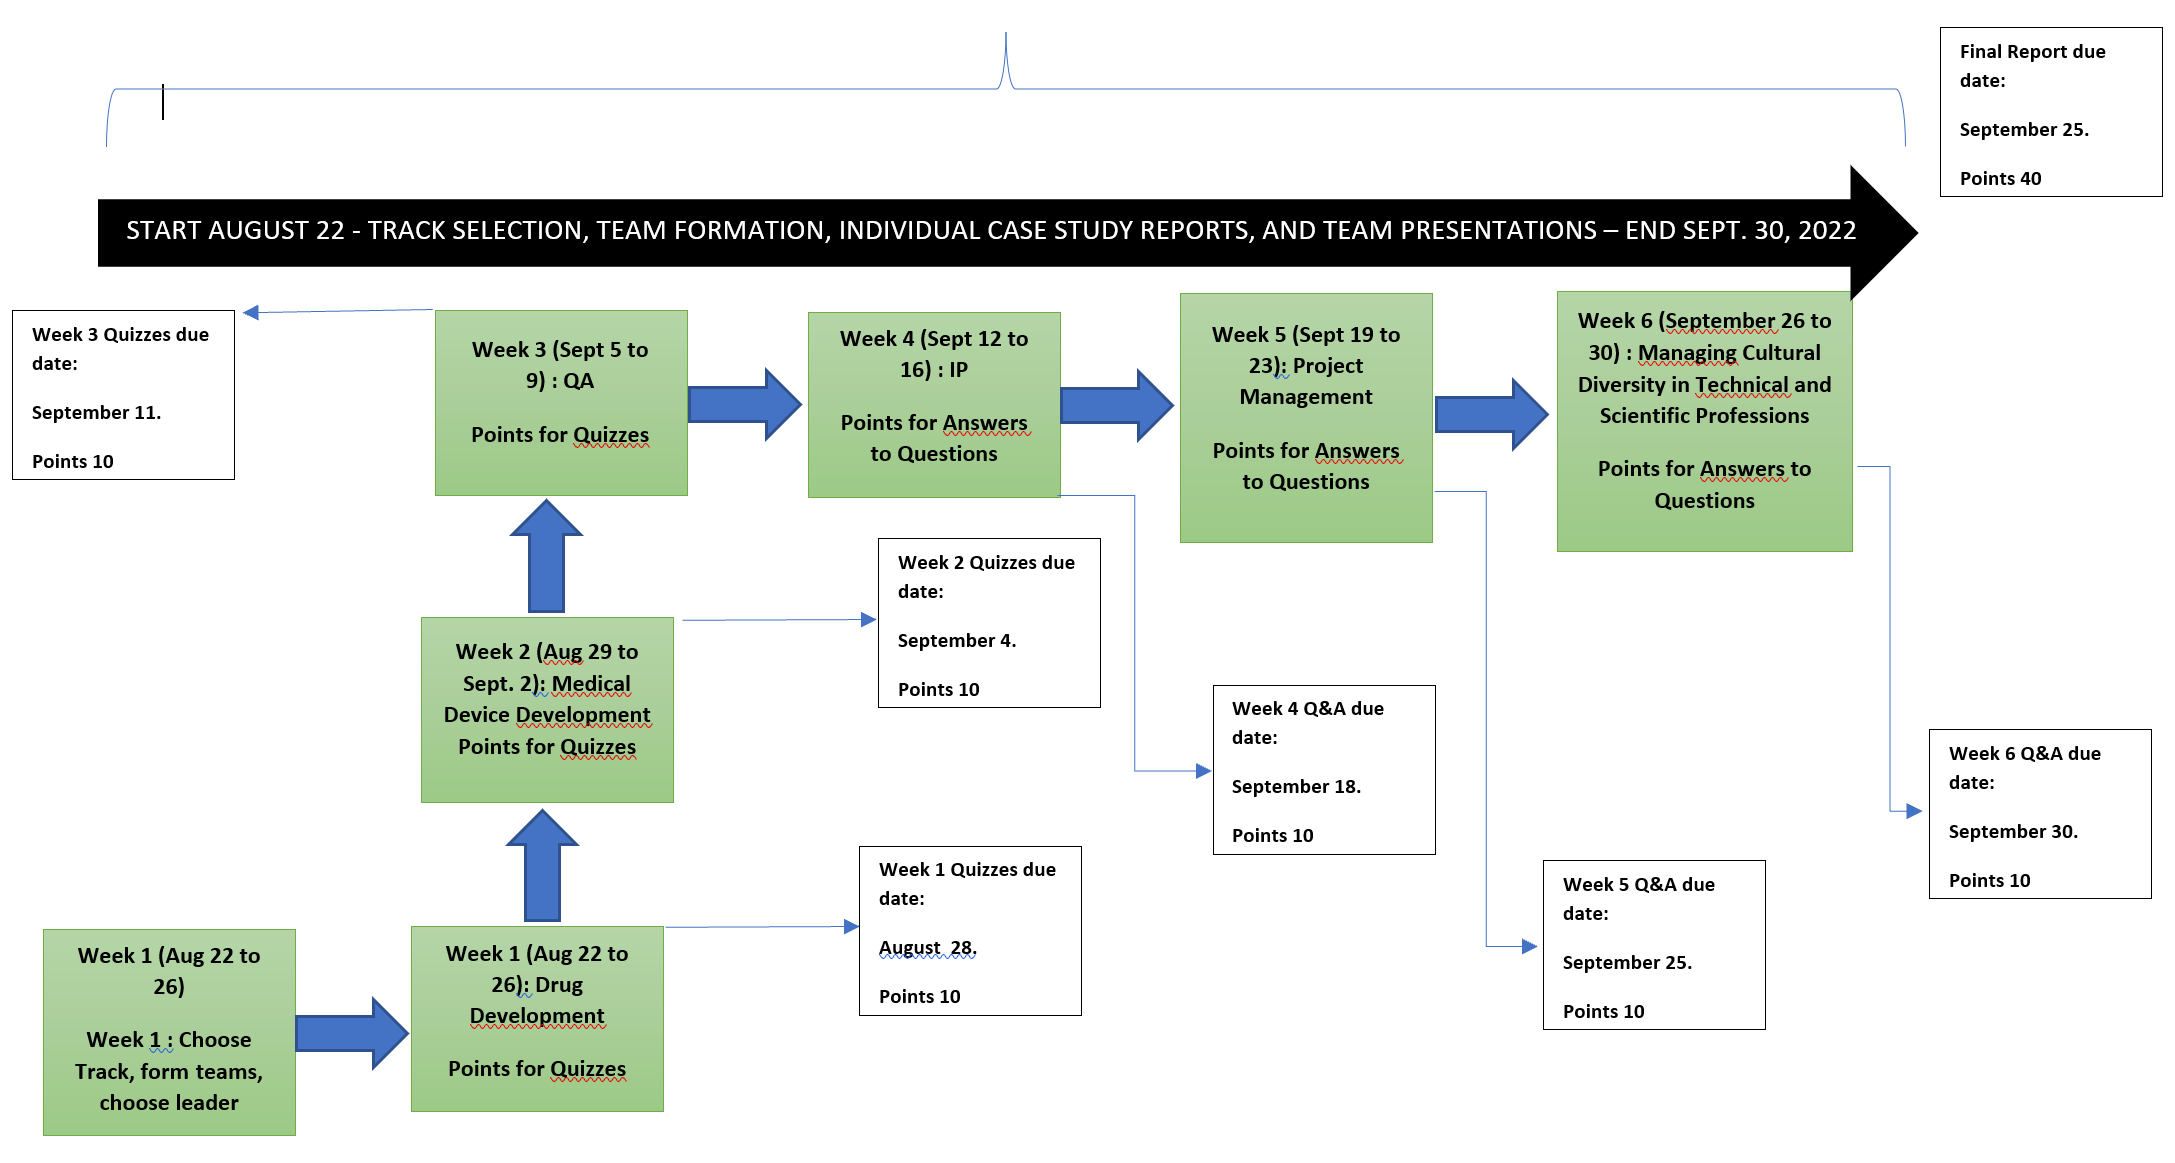 Final Report due
date:
September 25.
Points 40
START AUGUST 22 - TRACK SELECTION, TEAM FORMATION, INDIVIDUAL CASE STUDY REPORTS, AND TEAM PRESENTATIONS – END SEPT. 30, 2022
Week 3 Quizzes due
date:
September 11.
Points 10
Week 3 (Sept 5 to
9) : QA
Points for Quizzes
Week 4 (Sept 12 to
16) : IP
Points for Answers
to Questions
Week 5 (Sept 19 to
23): Project
Management
Points for Answers
to Questions
Week 6 (September 26 to
30) : Managing Cultural
Diversity in Technical and
Scientific Professions
Points for Answers to
Questions
Week 2 (Aug 29 to
Sept. 2): Medical
Device Development
Points for Quizzes
Week 2 Quizzes due
date:
September 4.
Points 10
Week 4 Q&A due
date:
September 18.
Points 10
Week 6 Q&A due
date:
September 30.
Points 10
Week 1 (Aug 22 to
26)
Week 1 : Choose
Track, form teams,
choose leader
Week 1 (Aug 22 to
26): Drug
Development
Points for Quizzes
Week 1 Quizzes due
date:
August  28.
Points 10
Week 5 Q&A due
date:
September 25.
Points 10